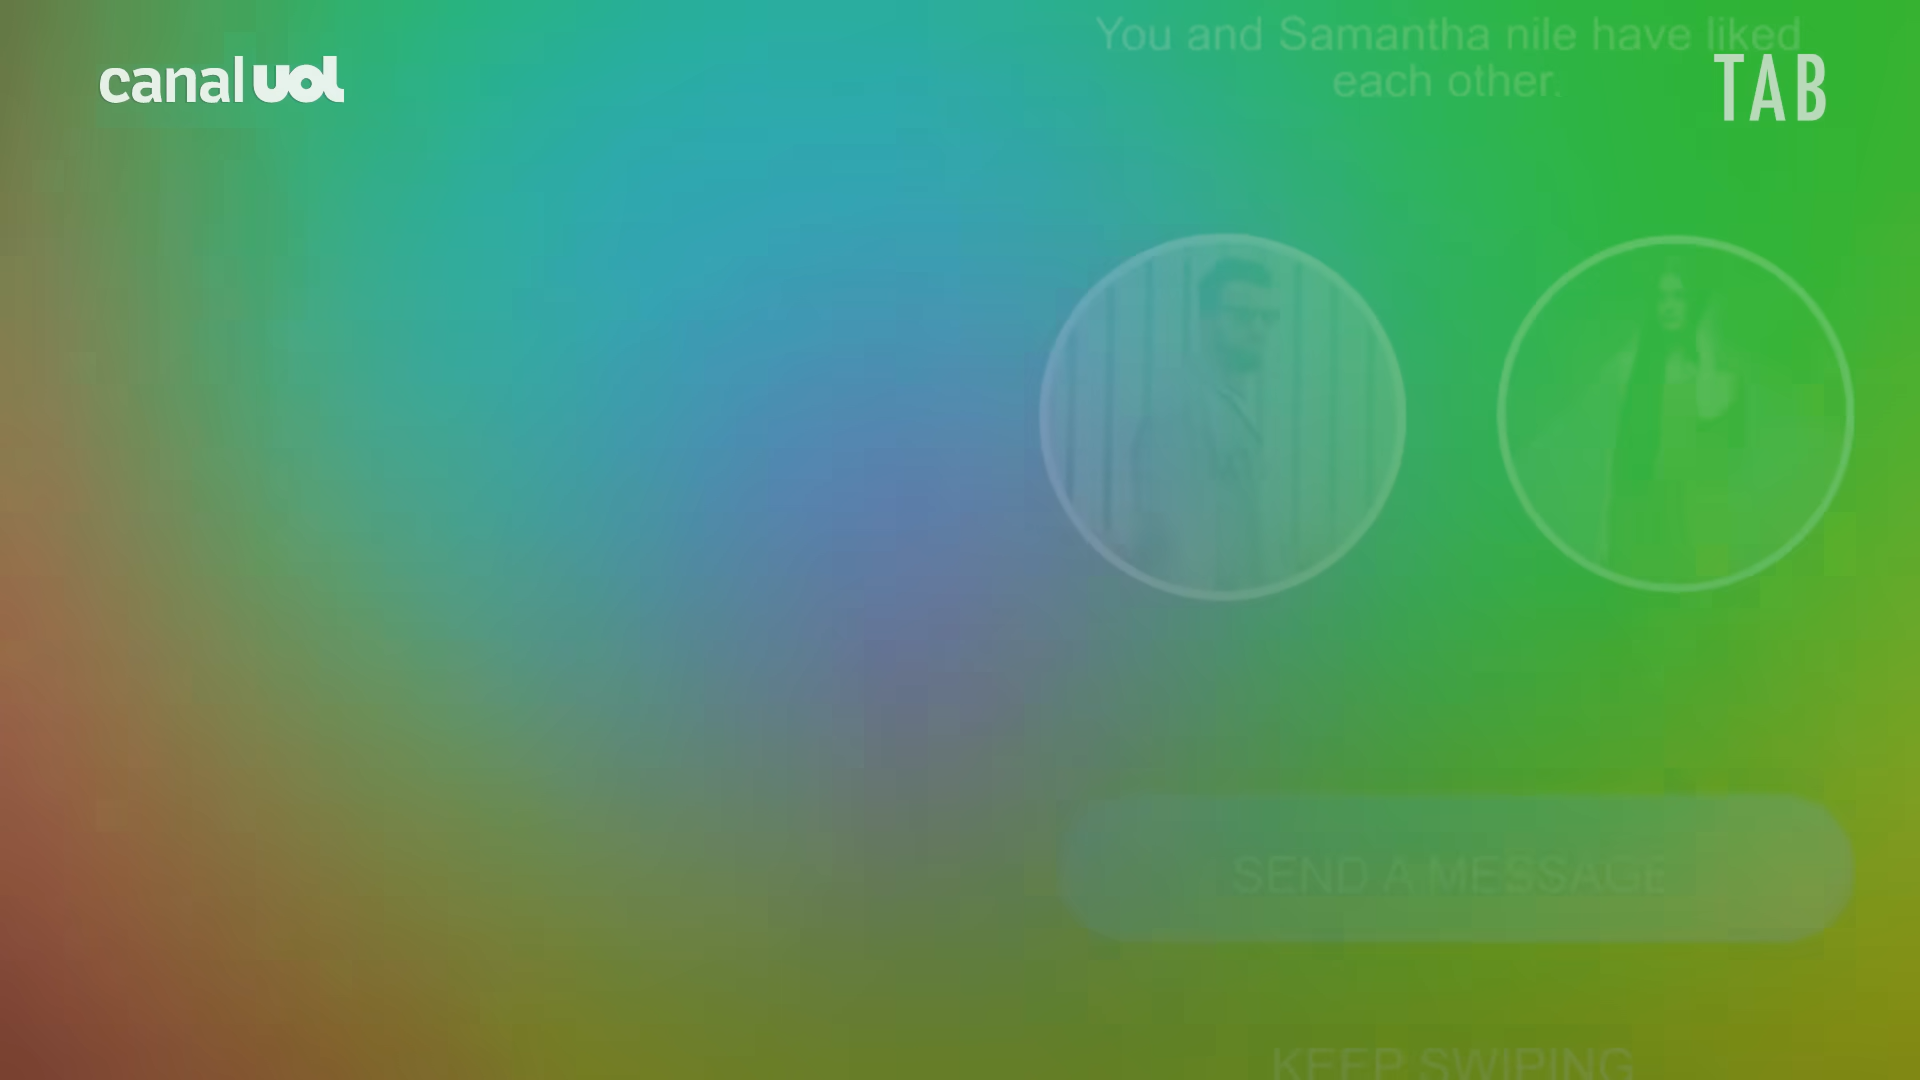 You and Samantha nile have liked
each other.
canal uol
TAB
SEND A MESSAGE
KEEP SWIPING